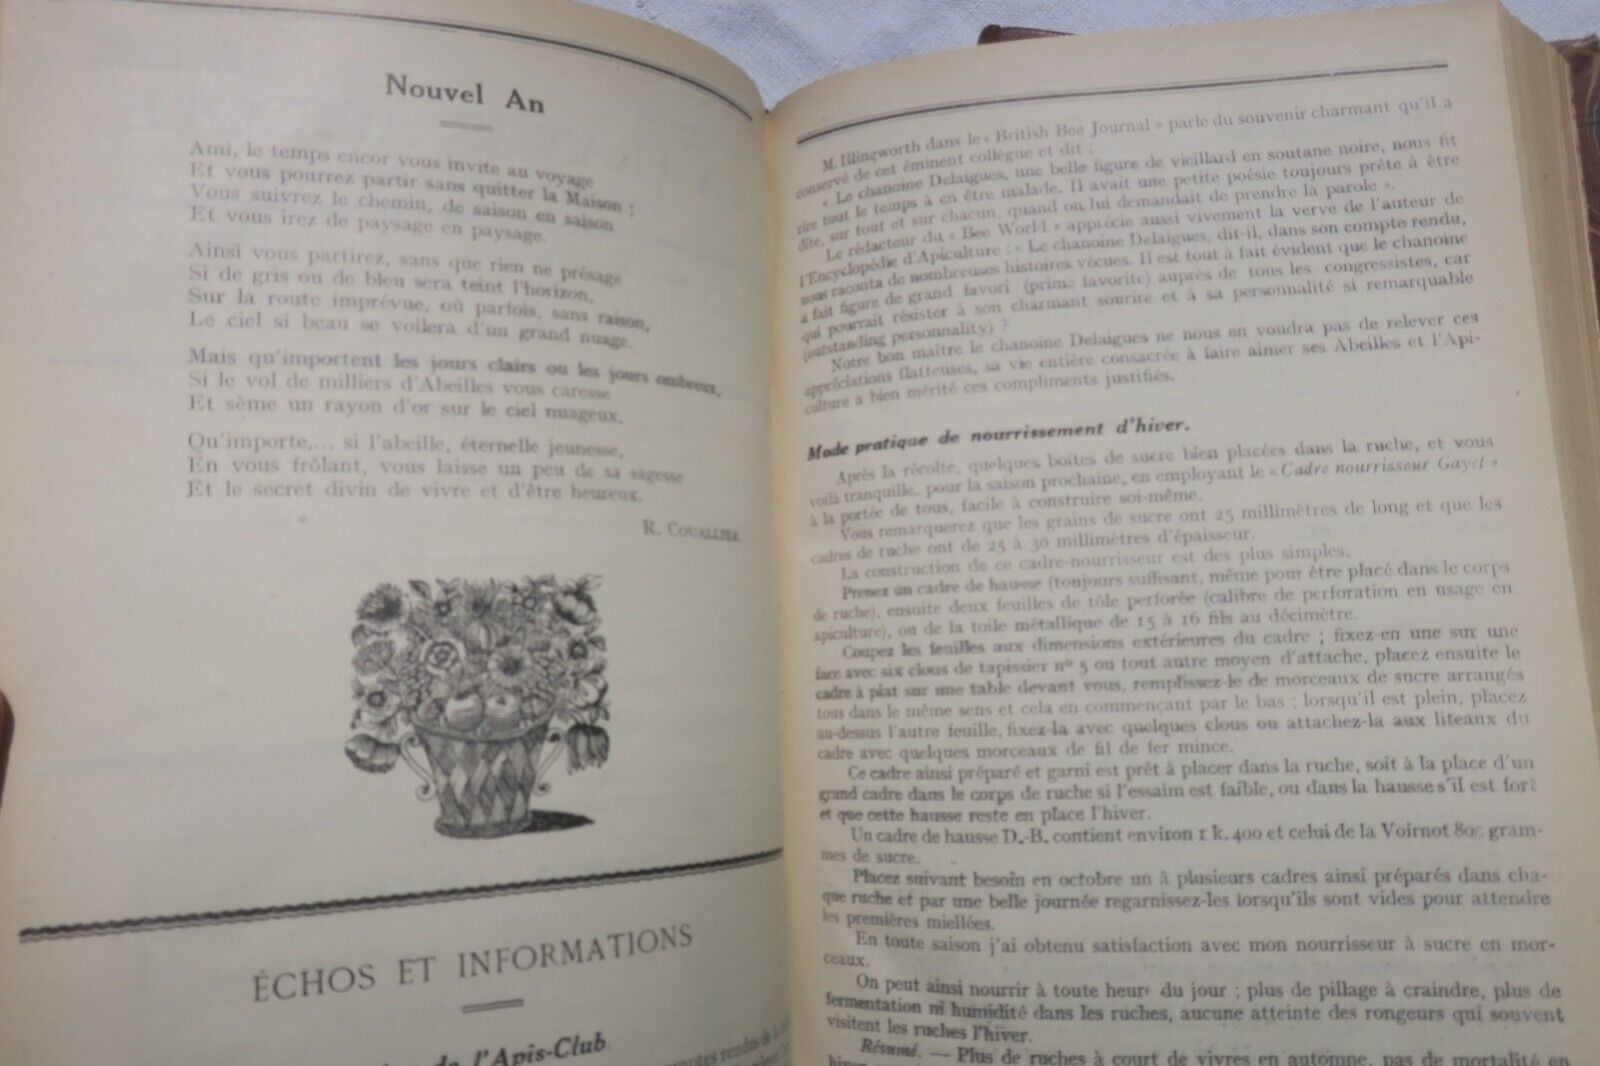 Nouvel An
Ami, le temps encor vous invite au voyage
Et vous pourrez partir sans quitter la Maison ;
Vous suivrez le chemin, de saison en saison
Et vous irez de paysage en paysage.
Ainsi vous partirez, sans que rien ne présage
Si de gris ou de bleu sera teint l'horizon,
Sur la route imprévue, où parfois, sans raison,
Le ciel si beau se voilera d'un grand nuage.
Mais qu'importent les jours clairs ou les jours ombreux,
Si le vol de milliers d'Abeilles vous caresse
Et sème un rayon d'or sur le ciel nuageux,
Qu'importe,... si l'abeille, éternelle jeunesse,
En vous frôlant, vous laisse un peu de sa sagesse
Et le secret divin de vivre et d'être heureux.
R. COUALLIER
ÉCHOS ET INFORMATIONS
de l'Apis-Club
comptes rendus de la
M. Illingworth dans le « British Bee Journal » parle du souvenir charmant qu'il a
conservé de cet éminent collègue et dit :
« Le chanoine Delaigues, une belle figure de vieillard en soutane noire, nous fit
rire tout le temps à en être malade. Il avait une petite poésie toujours prête à être
dite, sur tout et sur chacun, quand on lui demandait de prendre la parole ».
Le rédacteur du « Bee World » apprécie aussi vivement la verve de l'auteur de
l'Encyclopédie d'Apiculture : « Le chanoine Delaigues, dit-il, dans son compte rendu,
nous raconta de nombreuses histoires vécues. Il est tout à fait évident que le chanoine
a fait figure de grand favori (prime favorite) auprès de tous les congressistes, car
qui pourrait résister à son charmant sourire et à sa personnalité si remarquable
(outstanding personnality) ?
Notre bon maître le chanoine Delaigues ne nous en voudra pas de relever ces
appréciations flatteuses, sa vie entière consacrée à faire aimer ses Abeilles et l'Api-
culture a bien mérité ces compliments justifiés.
Mode pratique de nourrissement d'hiver.
Après la récolte, quelques boîtes de sucre bien placées dans la ruche, et vous
voilà tranquille pour la saison prochaine, en employant le « Cadre nourrisseur Gayet »
à la portée de tous, facile à construire soi-même.
Vous remarquerez que les grains de sucre ont 25 millimètres de long et que les
cadres de ruche ont de 25 à 30 millimètres d'épaisseur.
La construction de ce cadre-nourrisseur est des plus simples.
Prenez un cadre de hausse (toujours suffisant, même pour être placé dans le corps
de ruche), ensuite deux feuilles de tôle perforée (calibre de perforation en usage en
apiculture), ou de la toile métallique de 15 à 16 fils au décimètre.
Coupez les feuilles aux dimensions extérieures du cadre ; fixez-en une sur une
face avec six clous de tapissier n° 5 ou tout autre moyen d'attache, placez ensuite le
cadre à plat sur une table devant vous, remplissez-le de morceaux de sucre arrangés
tous dans le même sens et cela en commençant par le bas ; lorsqu'il est plein, placez
au-dessus l'autre feuille, fixez-la avec quelques clous ou attachez-la aux liteaux du
cadre avec quelques morceaux de fil de fer mince.
Ce cadre ainsi préparé et garni est prêt à placer dans la ruche, soit à la place d'un
grand cadre dans le corps de ruche si l'essaim est faible, ou dans la hausse s'il est fort
et que cette hausse reste en place l'hiver.
Un cadre de hausse D.-B. contient environ 1 k. 400 et celui de la Voirnot 800 gram-
mes de sucre.
Placez suivant besoin en octobre un à plusieurs cadres ainsi préparés dans cha-
que ruche et par une belle journée regarnissez-les lorsqu'ils sont vides pour attendre
les premières miellées.
En toute saison j'ai obtenu satisfaction avec mon nourrisseur à sucre en mor-
ceaux.
On peut ainsi nourrir à toute heure du jour ; plus de pillage à craindre, plus de
fermentation ni humidité dans les ruches, aucune atteinte des rongeurs qui souvent
visitent les ruches l'hiver.
Résumé. — Plus de ruches à court de vivres en automne, pas de mortalité en